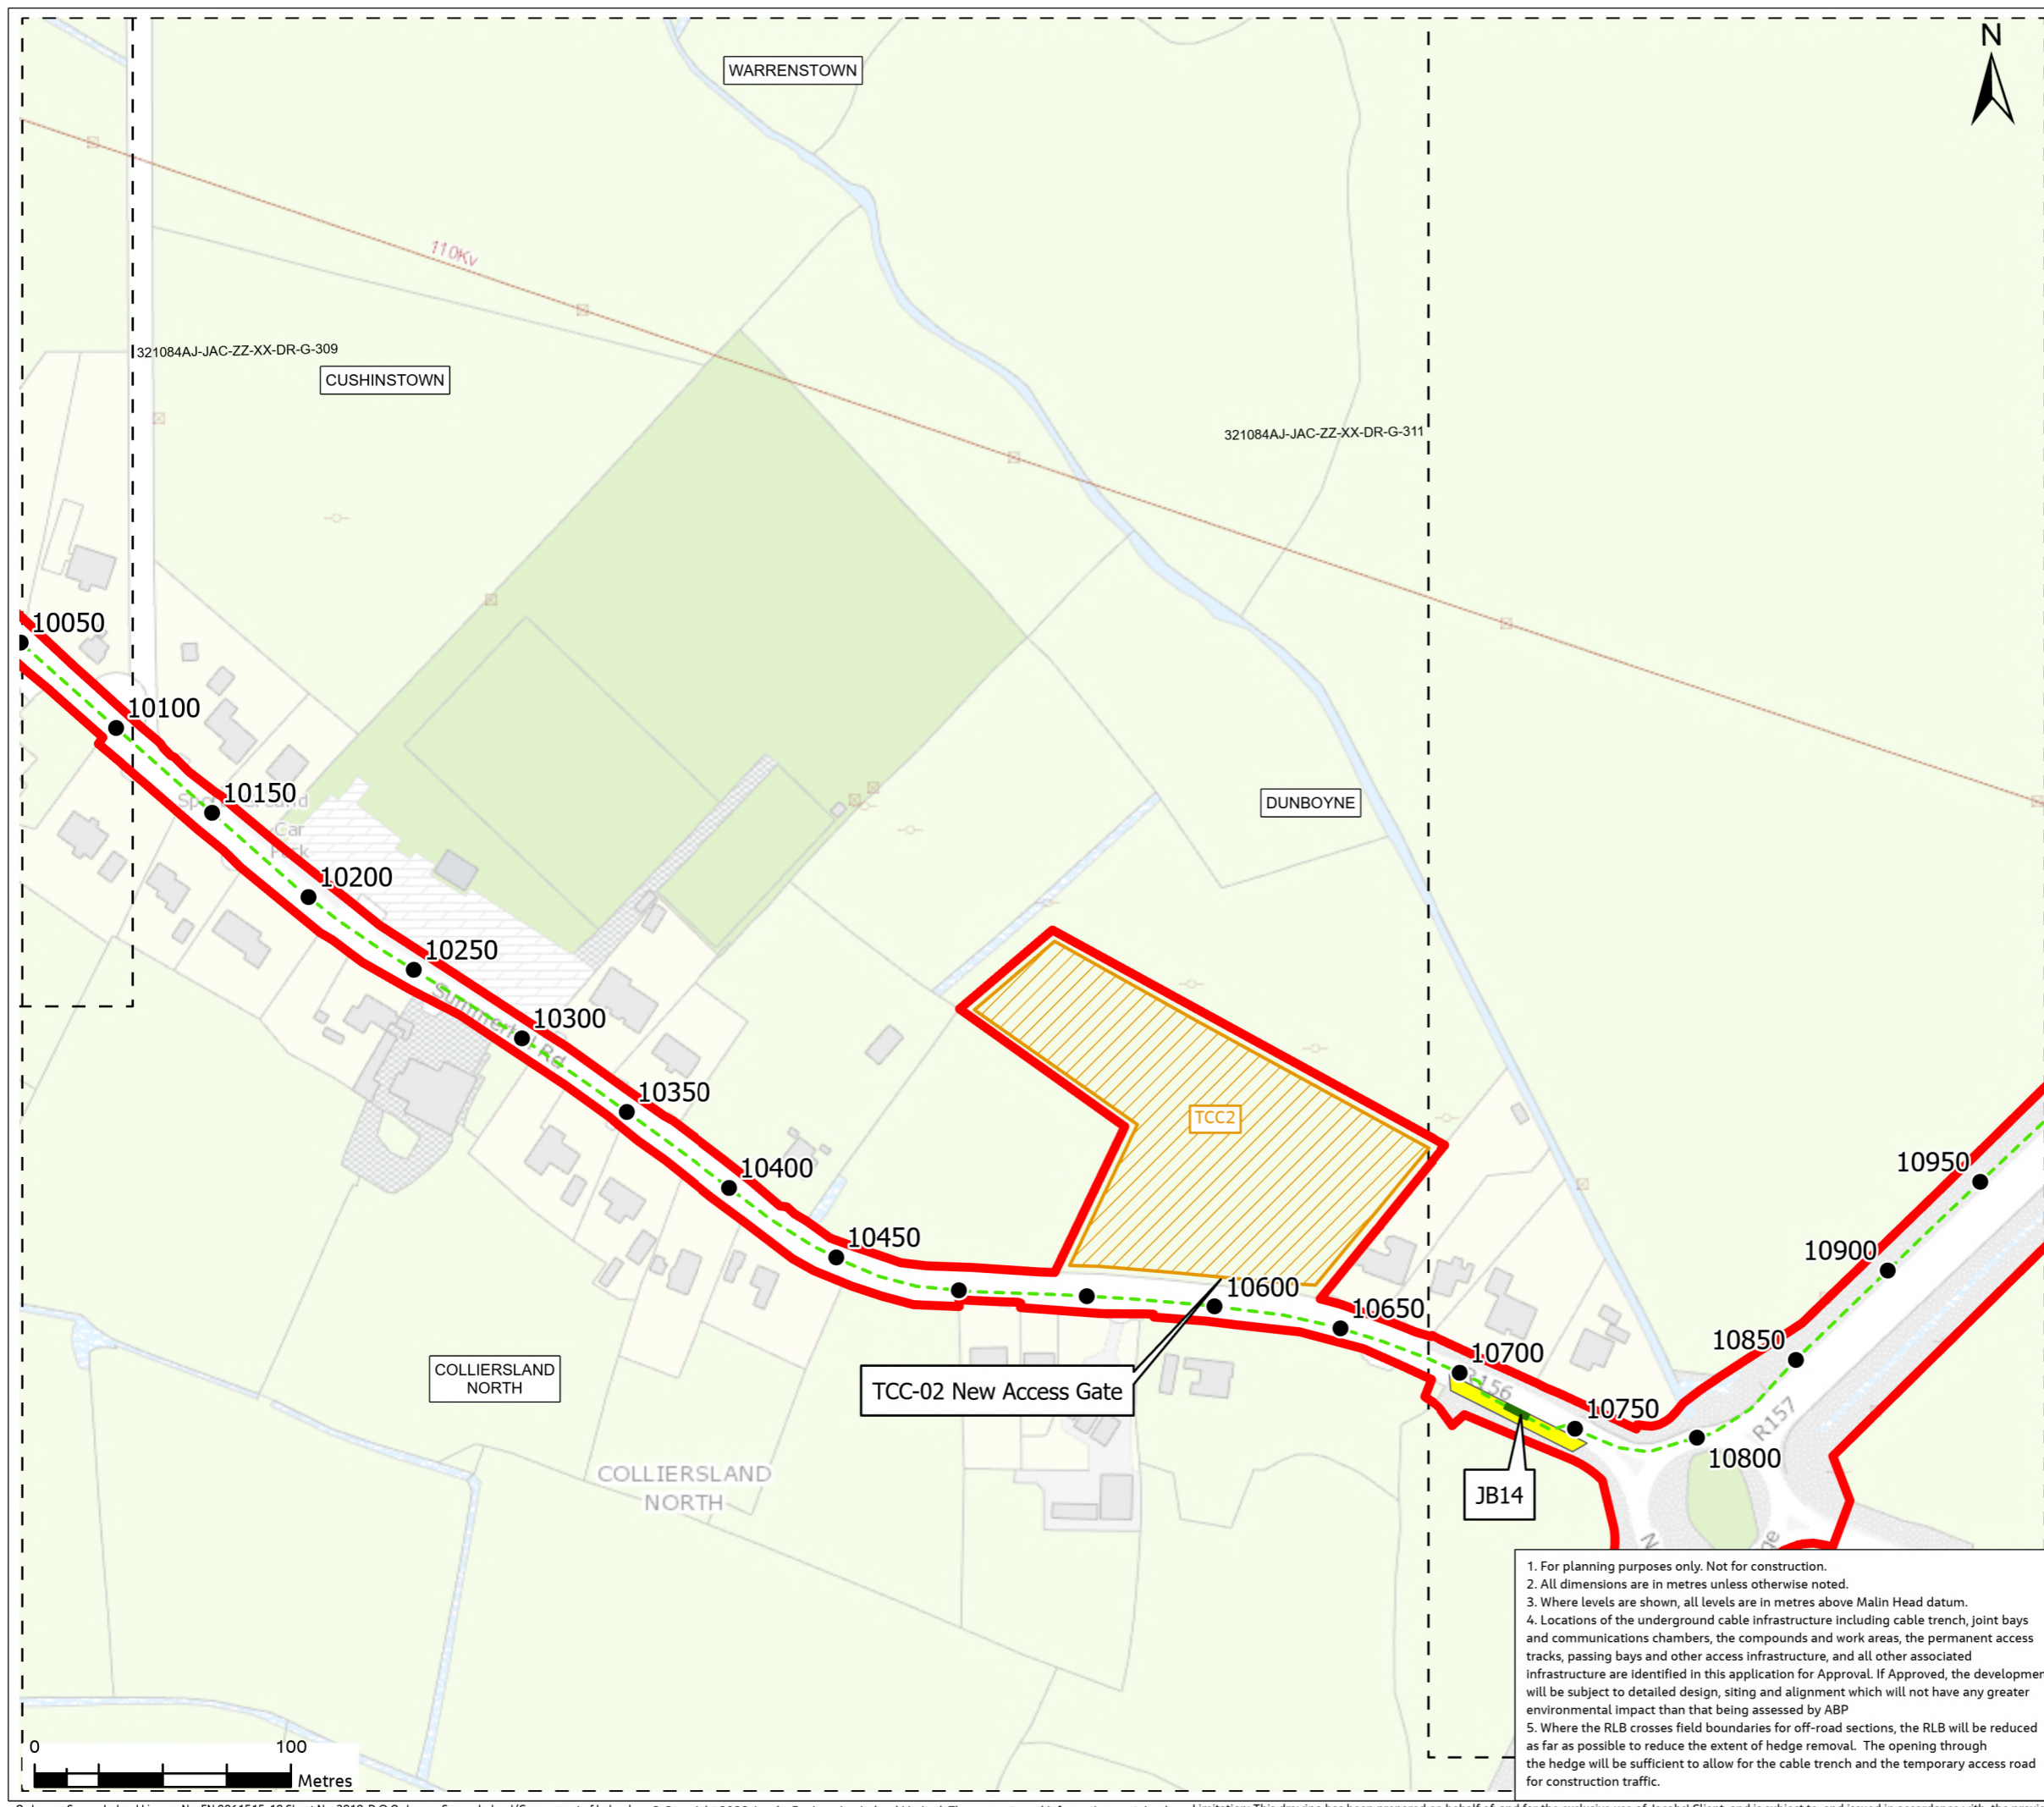 N
WARRENSTOWN
110Kv
321084AJ-JAC-ZZ-XX-DR-G-309
CUSHINSTOWN
321084AJ-JAC-ZZ-XX-DR-G-311
10050
10100
10150
Car
10200
DUNBOYNE
10250
10300
Rd
10350
TCC2
10400
10450
10600
10650
10700
R156
10750
10800
10850
10900
10950
R157
TCC-02 New Access Gate
JB14
COLLIERSLAND
NORTH
COLLIERSLAND
NORTH
N
1. For planning purposes only. Not for construction.
2. All dimensions are in metres unless otherwise noted.
3. Where levels are shown, all levels are in metres above Malin Head datum.
4. Locations of the underground cable infrastructure including cable trench, joint bays
and communications chambers, the compounds and work areas, the permanent access
tracks, passing bays and other access infrastructure, and all other associated
infrastructure are identified in this application for Approval. If Approved, the developmen
will be subject to detailed design, siting and alignment which will not have any greater
environmental impact than that being assessed by ABP
5. Where the RLB crosses field boundaries for off-road sections, the RLB will be reduced
as far as possible to reduce the extent of hedge removal. The opening through
the hedge will be sufficient to allow for the cable trench and the temporary access road
for construction traffic.
0 100
Metres